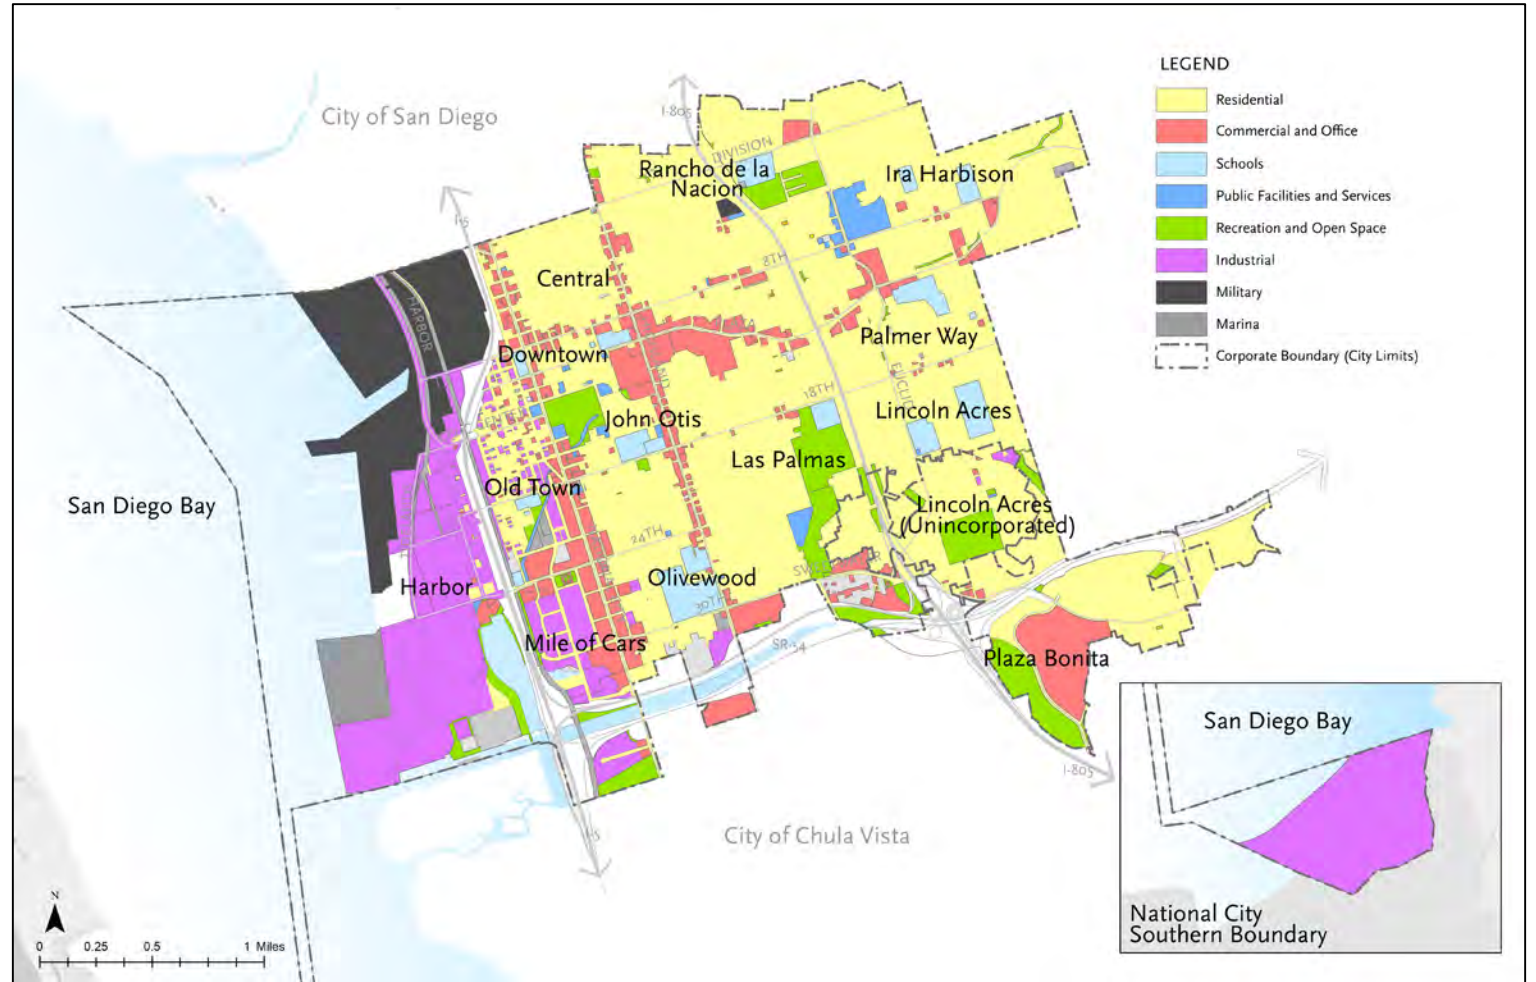 City of San Diego
I-805
DIVISION
Rancho de la
Nacion
Ira Harbison
I-5
8TH
Central
HARBOR
Downtown
Palmer Way
EUCLID
18TH
John Otis
Lincoln Acres
Las Palmas
Old Town
Lincoln Acres
(Unincorporated)
San Diego Bay
24TH
Harbor
Olivewood
30TH
Mile of Cars
SR-54
Plaza Bonita
I-805
I-5
City of Chula Vista
LEGEND
Residential
Commercial and Office
Schools
Public Facilities and Services
Recreation and Open Space
Industrial
Military
Marina
Corporate Boundary (City Limits)
San Diego Bay
National City
Southern Boundary
N
0 0.25 0.5 1 Miles